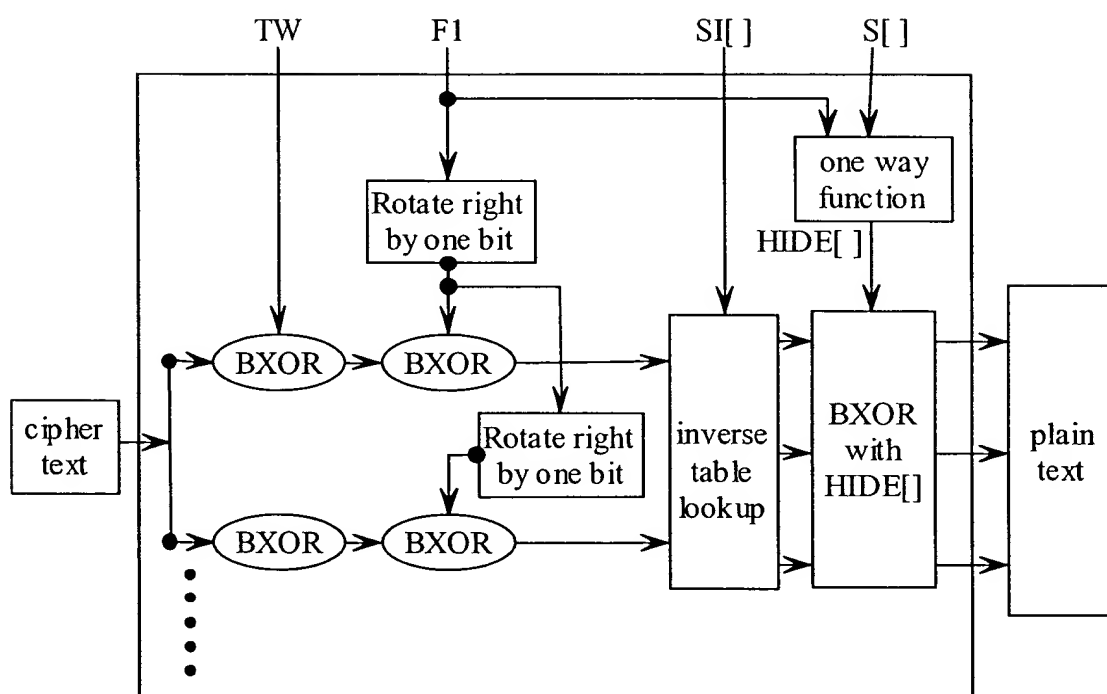 TW
F1
SI[ ]
S[ ]
one way
function
Rotate right
by one bit
HIDE[ ]
BXOR
BXOR
cipher
text
Rotate right
by one bit
inverse
table
lookup
BXOR
with
HIDE[]
plain
text
BXOR
BXOR